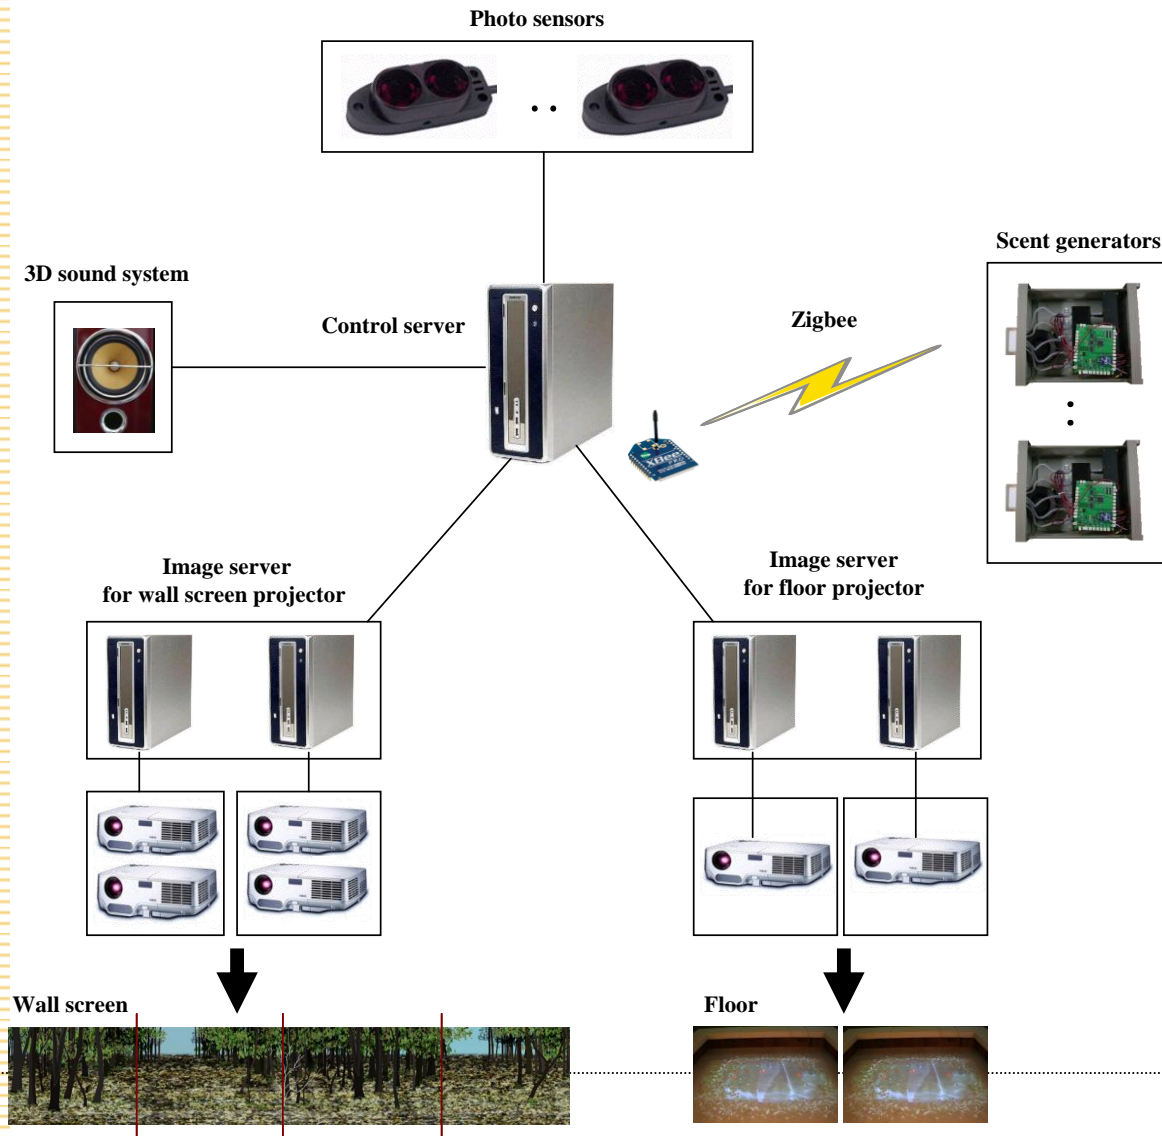 Photo sensors
. .
Scent generators
3D sound system
Control server
Zigbee
XBee
:
Image server
for wall screen projector
Image server
for floor projector
Wall screen
Floor